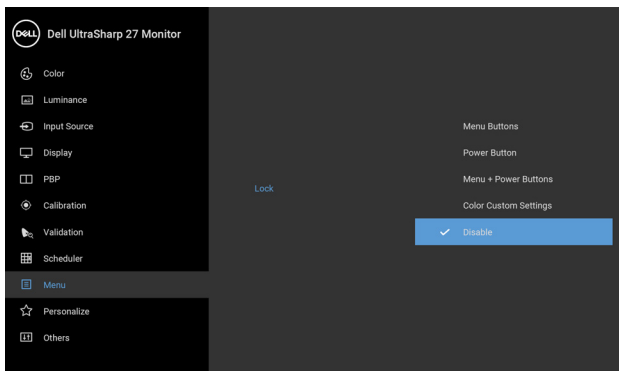 DELL Dell UltraSharp 27 Monitor
Color
Luminance
Input Source
Display
PBP
Calibration
Validation
Scheduler
Menu
Personalize
Others
Lock
Menu Buttons
Power Button
Menu + Power Buttons
Color Custom Settings
Disable